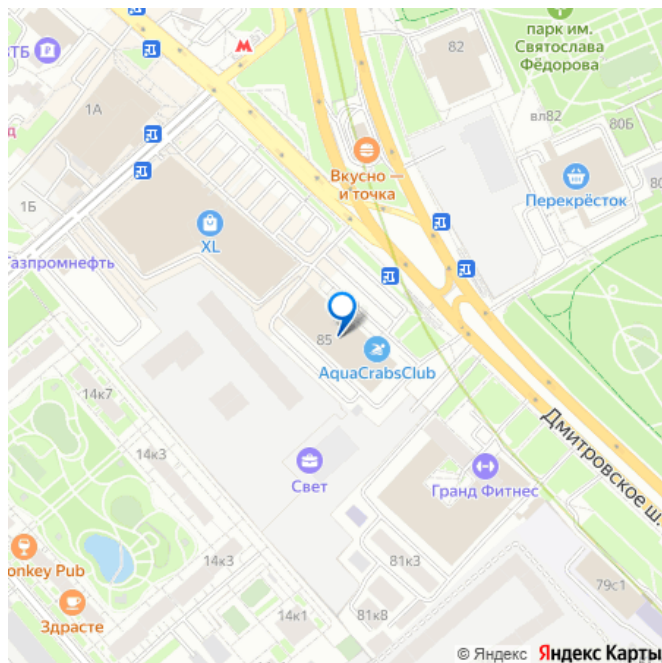 парк им.
Святослава
Фёдорова
82
ВТБ
М
1А
вл82
80Б
Вкусно —
и точка
Перекрёсток
80
1Б
XL
Газпромнефть
85
AquaCrabsClub
14к7
Дмитровское ш.
14к3
Свет
Гранд Фитнес
onkey Pub
14к3
81к3
79с1
Здрасте
14к1
81к8
© Яндекс Яндекс Карты